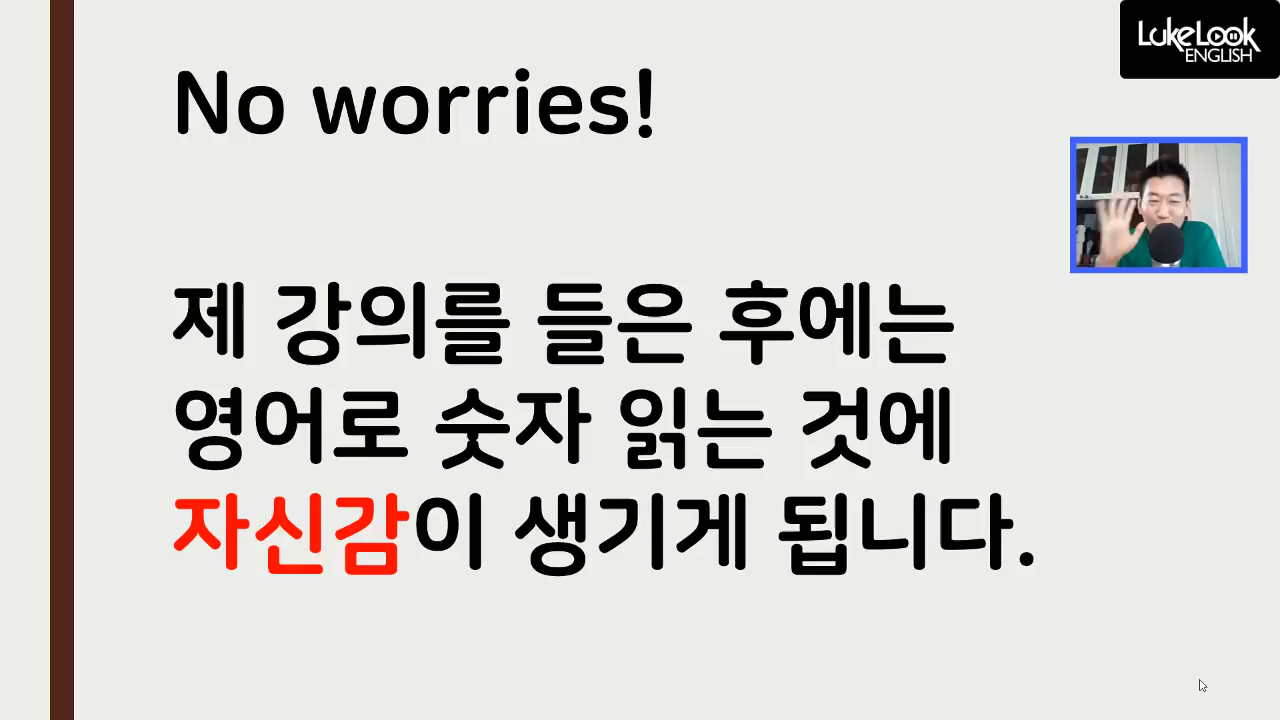 LukeLook
ENGLISH
No worries!
제 강의를 들은 후에는
영어로 숫자 읽는 것에
자신감이 생기게 됩니다.